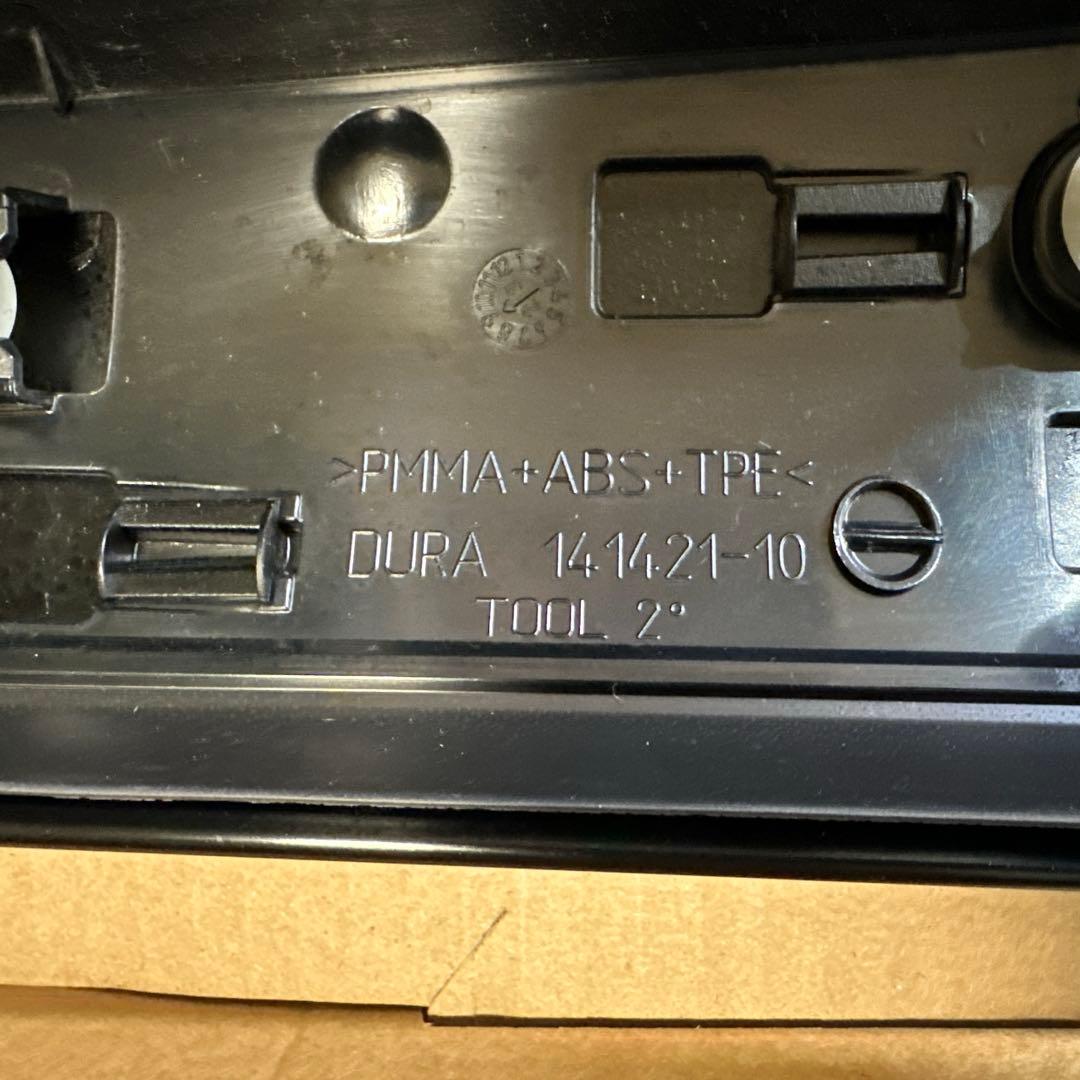 >PMMA+ABS+TPE<
DURA 141421-10
TOOL 2°